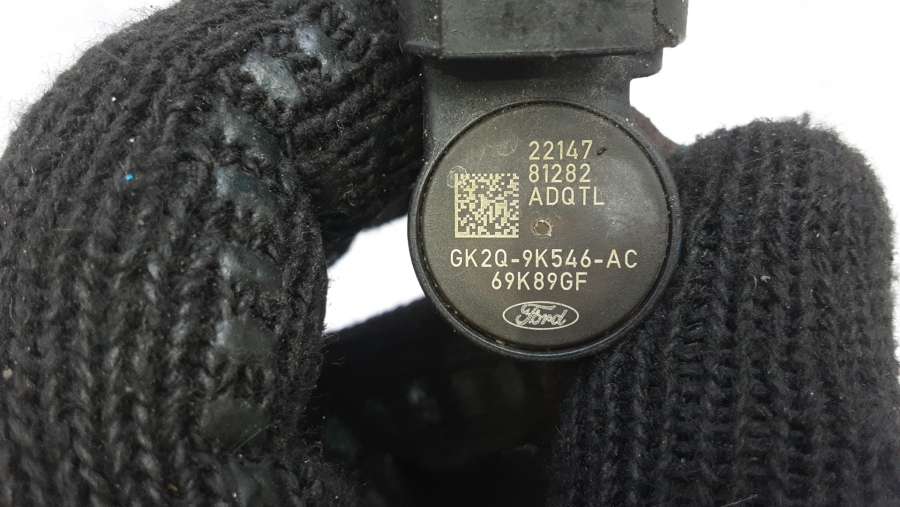 22147
81282
ADQTL
GK2Q-9K546-AC
69K89GF
Ford